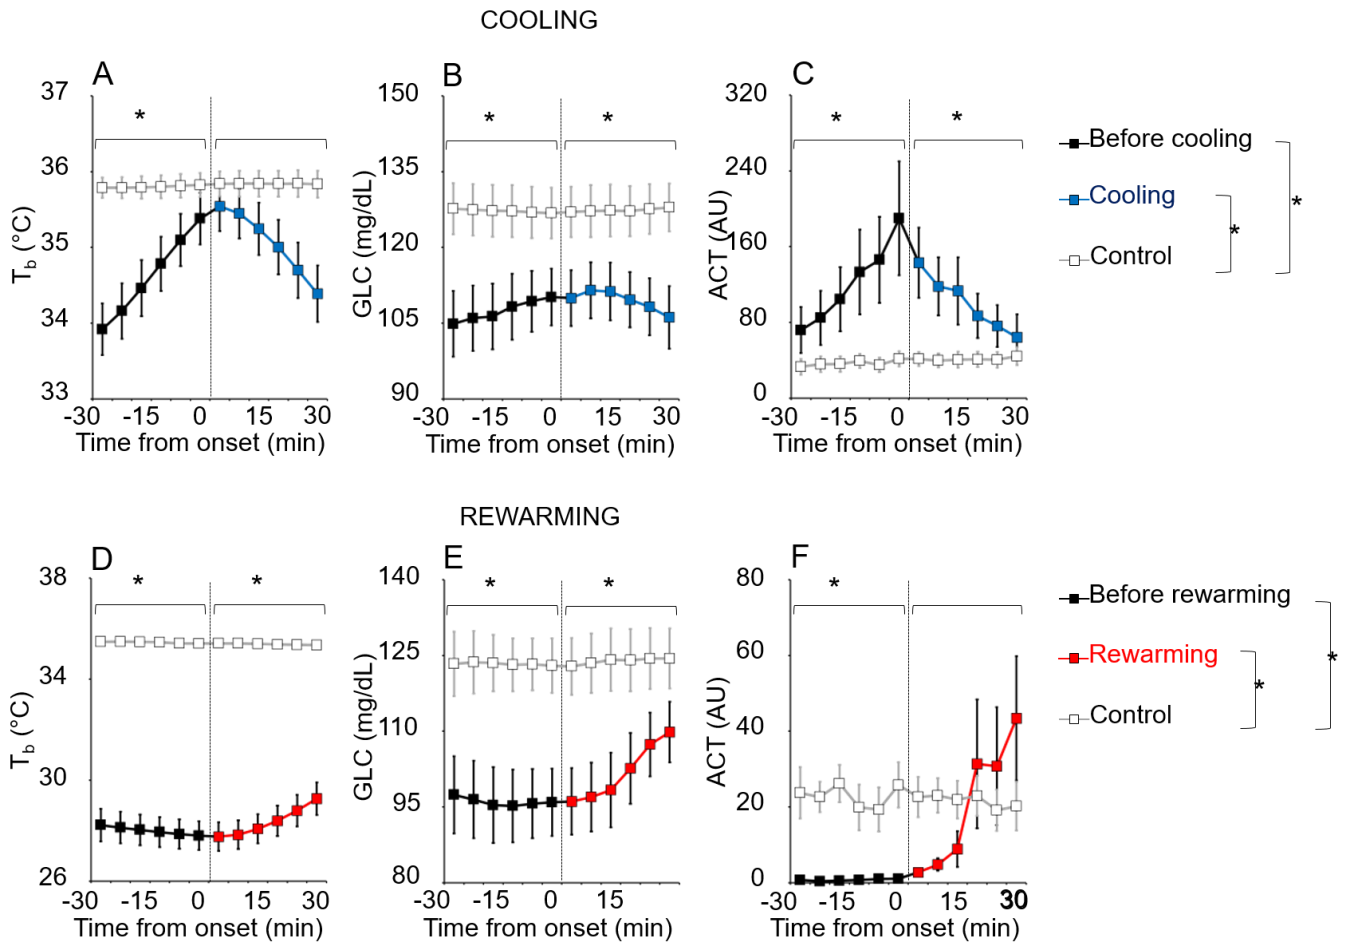 COOLING
A
B
C
37
36
35
34
33
T_b (°C)
*
-30 -15 0 15 30
Time from onset (min)
150
135
120
105
90
GLC (mg/dL)
* *
-30 -15 0 15 30
Time from onset (min)
320
240
160
80
0
ACT (AU)
* *
-30 -15 0 15 30
Time from onset (min)
Before cooling
Cooling
Control
*
*
REWARMING
D
E
F
38
34
30
26
T_b (°C)
* *
-30 -15 0 15 30
Time from onset (min)
140
125
110
95
80
GLC (mg/dL)
* *
-30 -15 0 15
Time from onset (min)
80
60
40
20
0
ACT (AU)
*
-30 -15 0 15 30
Time from onset (min)
Before rewarming
Rewarming
Control
*
*